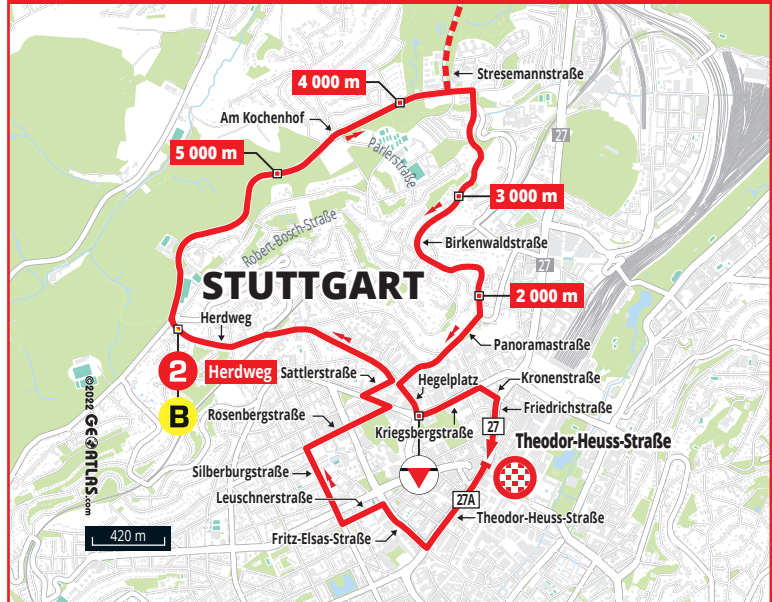 Stresemannstraße
4 000 m
Am Kochenhof
27
5 000 m
Parlerstraße
3 000 m
Robert-Bosch-Straße
Birkenwaldstraße
27
STUTTGART
2 000 m
Herdweg
Panoramastraße
2
Herdweg
Sattlerstraße
Hegelplatz
Kronenstraße
B
Rosenbergstraße
Friedrichstraße
Kriegsbergstraße
27
Theodor-Heuss-Straße
©2022 GEOATLAS.com
Silberburgstraße
Leuschnerstraße
27A
Theodor-Heuss-Straße
420 m
Fritz-Elsas-Straße